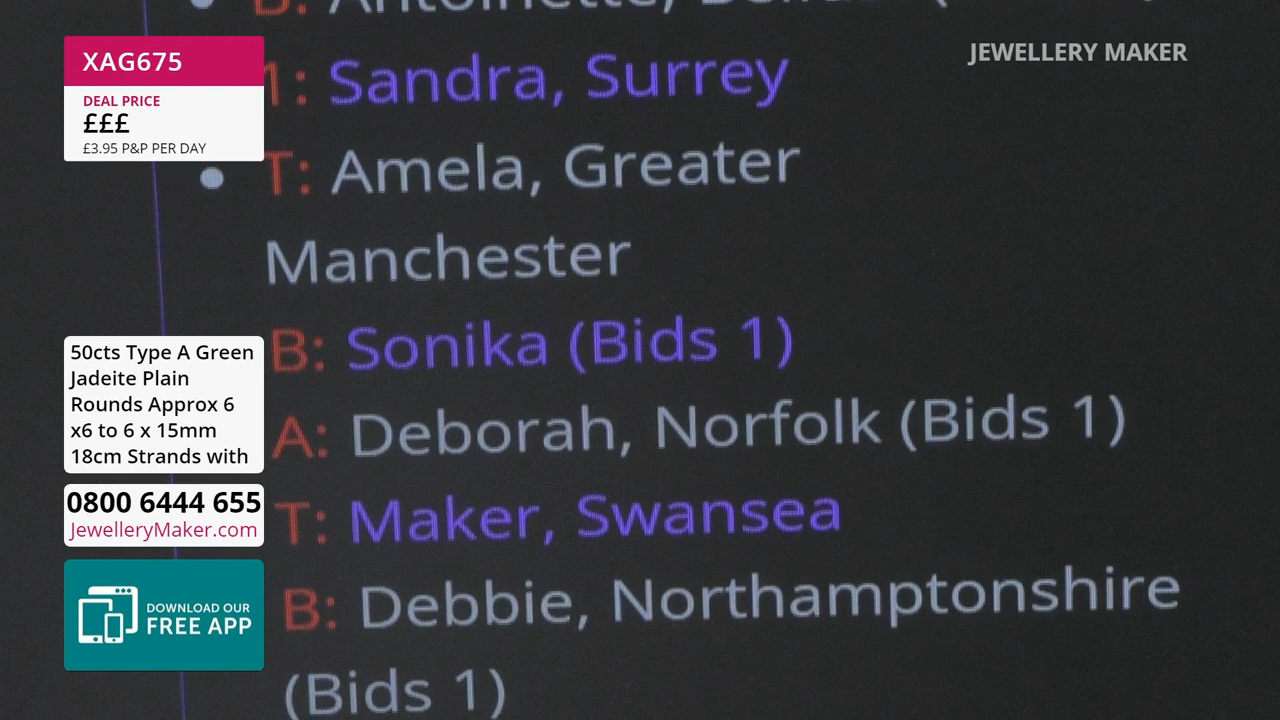 B: Antoinette,
XAG675
DEAL PRICE
£££
£3.95 P&P PER DAY
JEWELLERY MAKER
1: Sandra, Surrey
T: Amela, Greater
Manchester
B: Sonika (Bids 1)
A: Deborah, Norfolk (Bids 1)
T: Maker, Swansea
B: Debbie, Northamptonshire
(Bids 1)
50cts Type A Green
Jadeite Plain
Rounds Approx 6
x6 to 6 x 15mm
18cm Strands with
0800 6444 655
JewelleryMaker.com
DOWNLOAD OUR
FREE APP